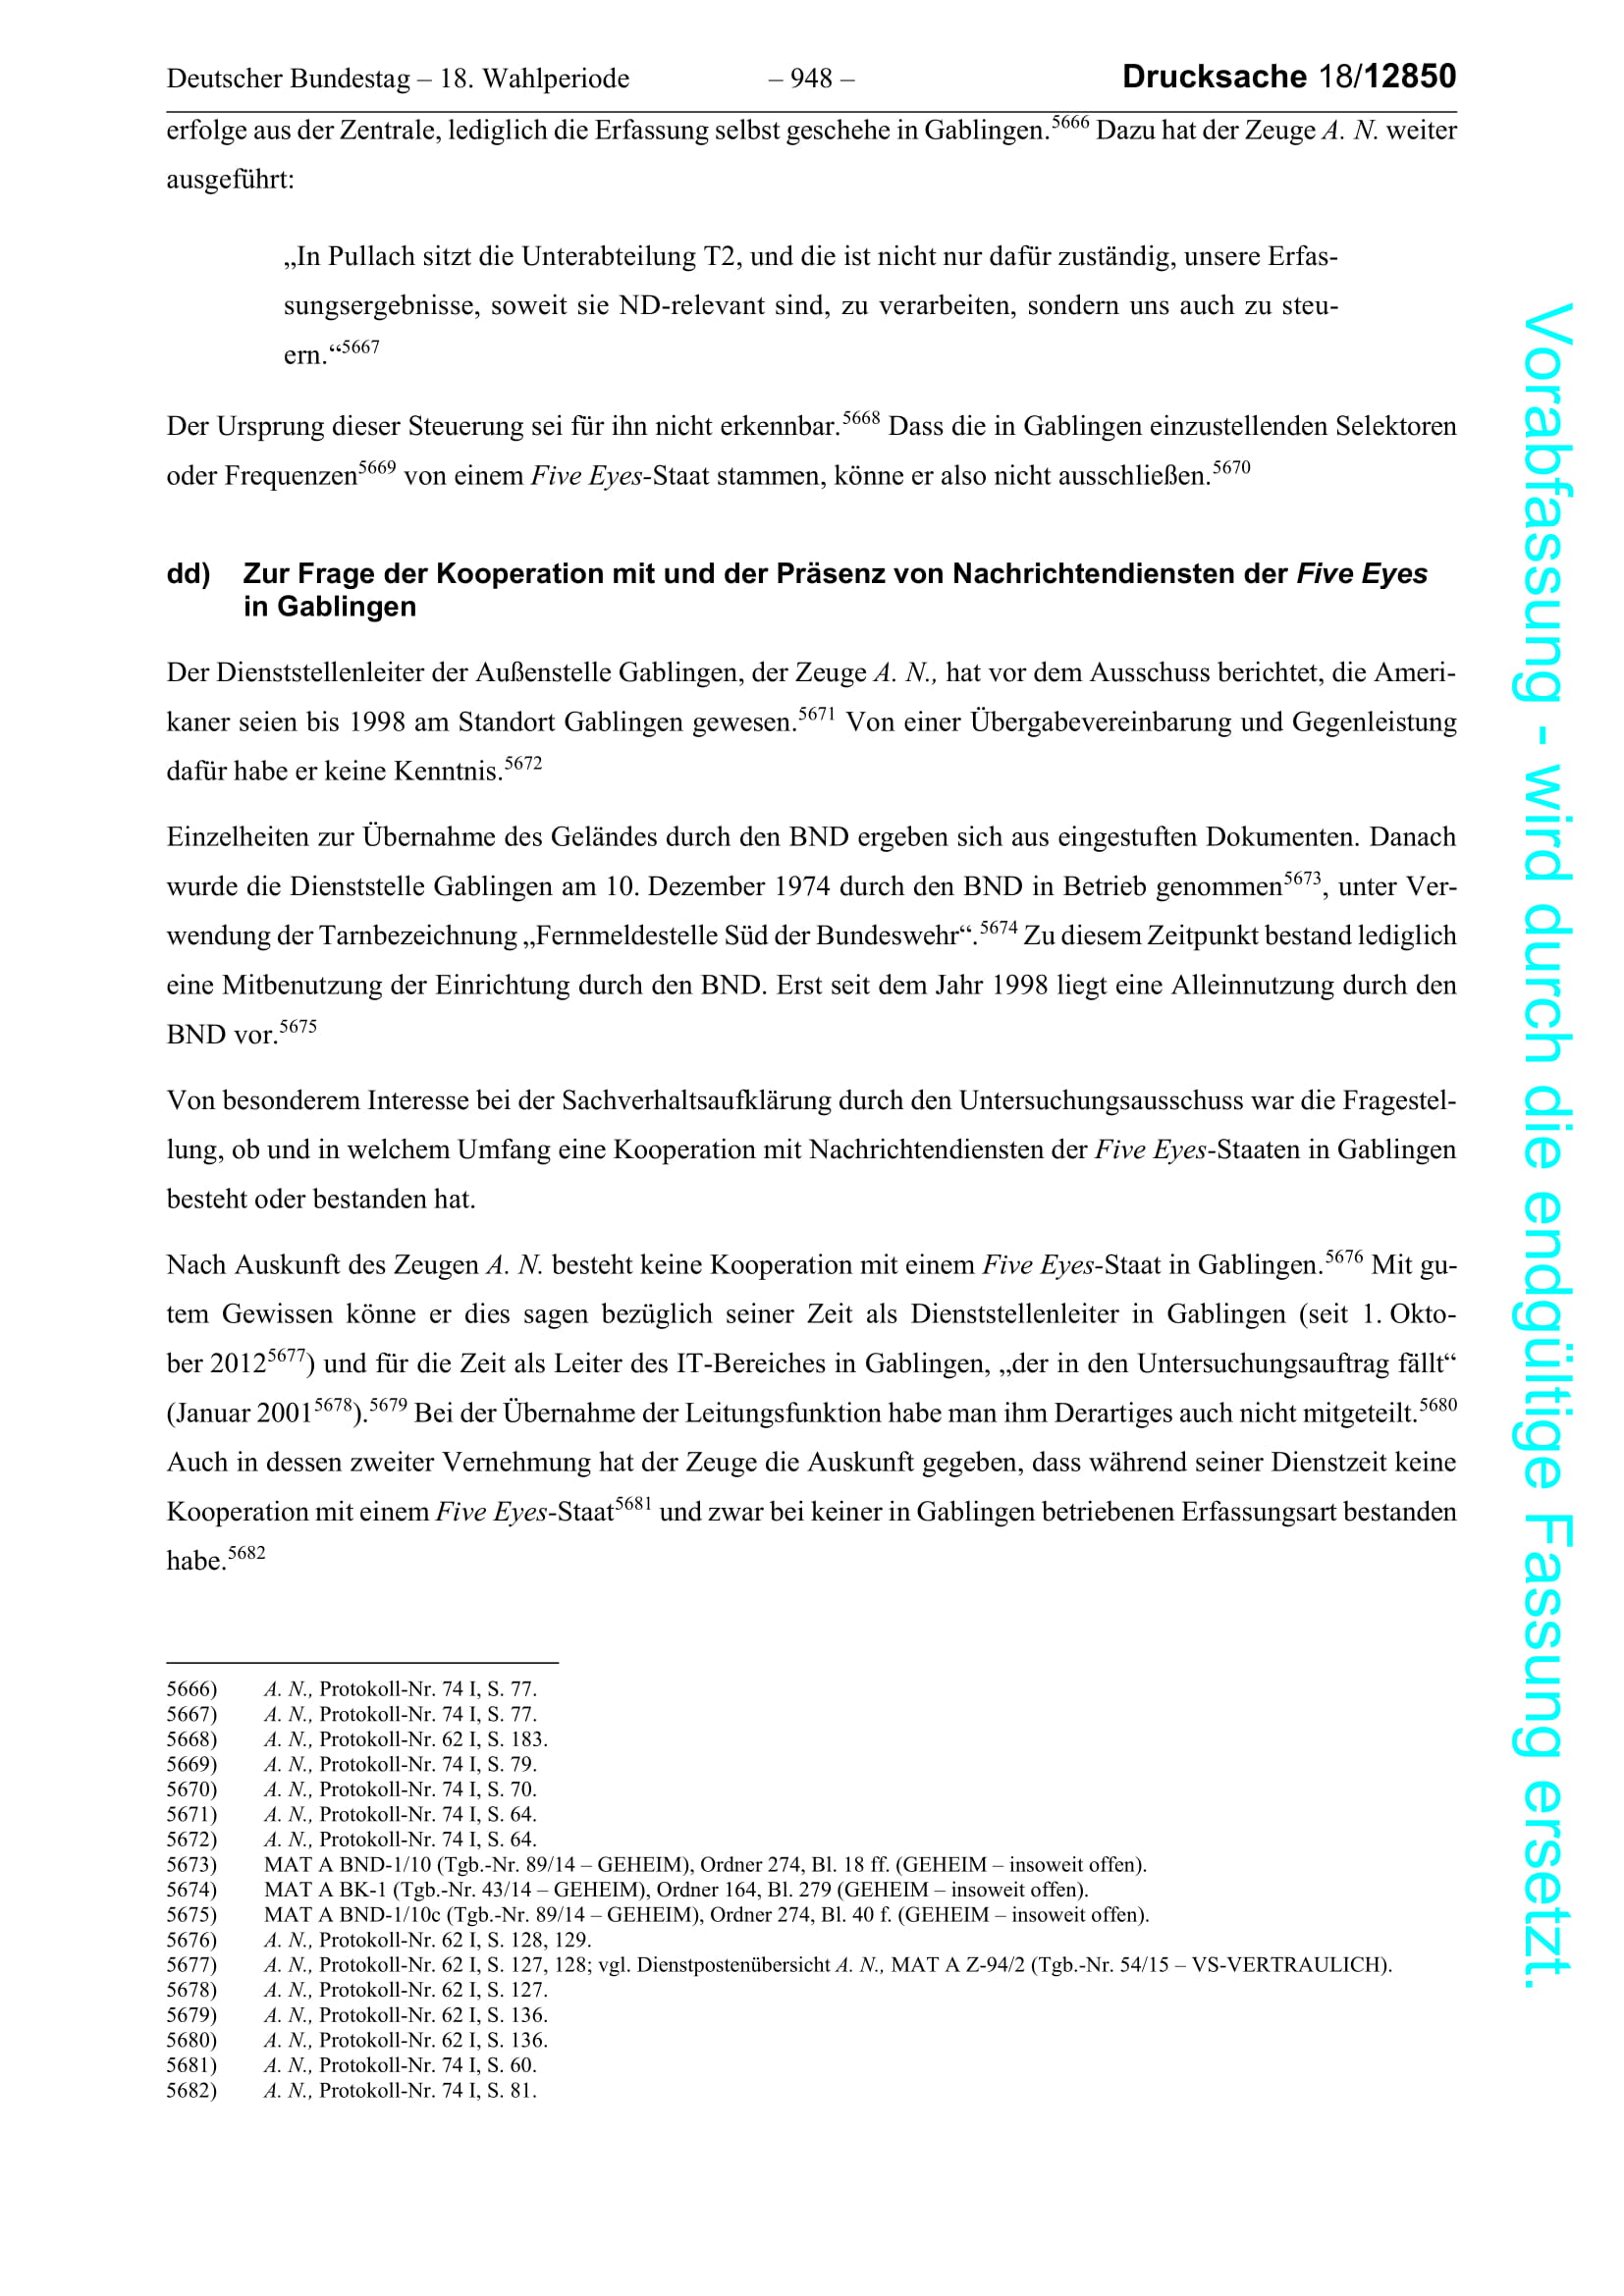 Deutscher Bundestag – 18. Wahlperiode – 948 – Drucksache 18/12850
erfolge aus der Zentrale, lediglich die Erfassung selbst geschehe in Gablingen.5666 Dazu hat der Zeuge A. N. weiter
ausgeführt:
„In Pullach sitzt die Unterabteilung T2, und die ist nicht nur dafür zuständig, unsere Erfas-
sungsergebnisse, soweit sie ND-relevant sind, zu verarbeiten, sondern uns auch zu steu-
ern.“5667
Der Ursprung dieser Steuerung sei für ihn nicht erkennbar.5668 Dass die in Gablingen einzustellenden Selektoren
oder Frequenzen5669 von einem Five Eyes-Staat stammen, könne er also nicht ausschließen.5670
dd) Zur Frage der Kooperation mit und der Präsenz von Nachrichtendiensten der Five Eyes
in Gablingen
Der Dienststellenleiter der Außenstelle Gablingen, der Zeuge A. N., hat vor dem Ausschuss berichtet, die Ameri-
kaner seien bis 1998 am Standort Gablingen gewesen.5671 Von einer Übergabevereinbarung und Gegenleistung
dafür habe er keine Kenntnis.5672
Einzelheiten zur Übernahme des Geländes durch den BND ergeben sich aus eingestuften Dokumenten. Danach
wurde die Dienststelle Gablingen am 10. Dezember 1974 durch den BND in Betrieb genommen5673, unter Ver-
wendung der Tarnbezeichnung „Fernmeldestelle Süd der Bundeswehr“.5674 Zu diesem Zeitpunkt bestand lediglich
eine Mitbenutzung der Einrichtung durch den BND. Erst seit dem Jahr 1998 liegt eine Alleinnutzung durch den
BND vor.5675
Von besonderem Interesse bei der Sachverhaltsaufklärung durch den Untersuchungsausschuss war die Fragestel-
lung, ob und in welchem Umfang eine Kooperation mit Nachrichtendiensten der Five Eyes-Staaten in Gablingen
besteht oder bestanden hat.
Nach Auskunft des Zeugen A. N. besteht keine Kooperation mit einem Five Eyes-Staat in Gablingen.5676 Mit gu-
tem Gewissen könne er dies sagen bezüglich seiner Zeit als Dienststellenleiter in Gablingen (seit 1. Okto-
ber 20125677) und für die Zeit als Leiter des IT-Bereiches in Gablingen, „der in den Untersuchungsauftrag fällt“
(Januar 20015678).5679 Bei der Übernahme der Leitungsfunktion habe man ihm Derartiges auch nicht mitgeteilt.5680
Auch in dessen zweiter Vernehmung hat der Zeuge die Auskunft gegeben, dass während seiner Dienstzeit keine
Kooperation mit einem Five Eyes-Staat5681 und zwar bei keiner in Gablingen betriebenen Erfassungsart bestanden
habe.5682
5666) A. N., Protokoll-Nr. 74 I, S. 77.
5667) A. N., Protokoll-Nr. 74 I, S. 77.
5668) A. N., Protokoll-Nr. 62 I, S. 183.
5669) A. N., Protokoll-Nr. 74 I, S. 79.
5670) A. N., Protokoll-Nr. 74 I, S. 70.
5671) A. N., Protokoll-Nr. 74 I, S. 64.
5672) A. N., Protokoll-Nr. 74 I, S. 64.
5673) MAT A BND-1/10 (Tgb.-Nr. 89/14 – GEHEIM), Ordner 274, Bl. 18 ff. (GEHEIM – insoweit offen).
5674) MAT A BK-1 (Tgb.-Nr. 43/14 – GEHEIM), Ordner 164, Bl. 279 (GEHEIM – insoweit offen).
5675) MAT A BND-1/10c (Tgb.-Nr. 89/14 – GEHEIM), Ordner 274, Bl. 40 f. (GEHEIM – insoweit offen).
5676) A. N., Protokoll-Nr. 62 I, S. 128, 129.
5677) A. N., Protokoll-Nr. 62 I, S. 127, 128; vgl. Dienstpostenübersicht A. N., MAT A Z-94/2 (Tgb.-Nr. 54/15 – VS-VERTRAULICH).
5678) A. N., Protokoll-Nr. 62 I, S. 127.
5679) A. N., Protokoll-Nr. 62 I, S. 136.
5680) A. N., Protokoll-Nr. 62 I, S. 136.
5681) A. N., Protokoll-Nr. 74 I, S. 60.
5682) A. N., Protokoll-Nr. 74 I, S. 81.
Vorabfassung - wird durch die endgültige Fassung ersetzt.